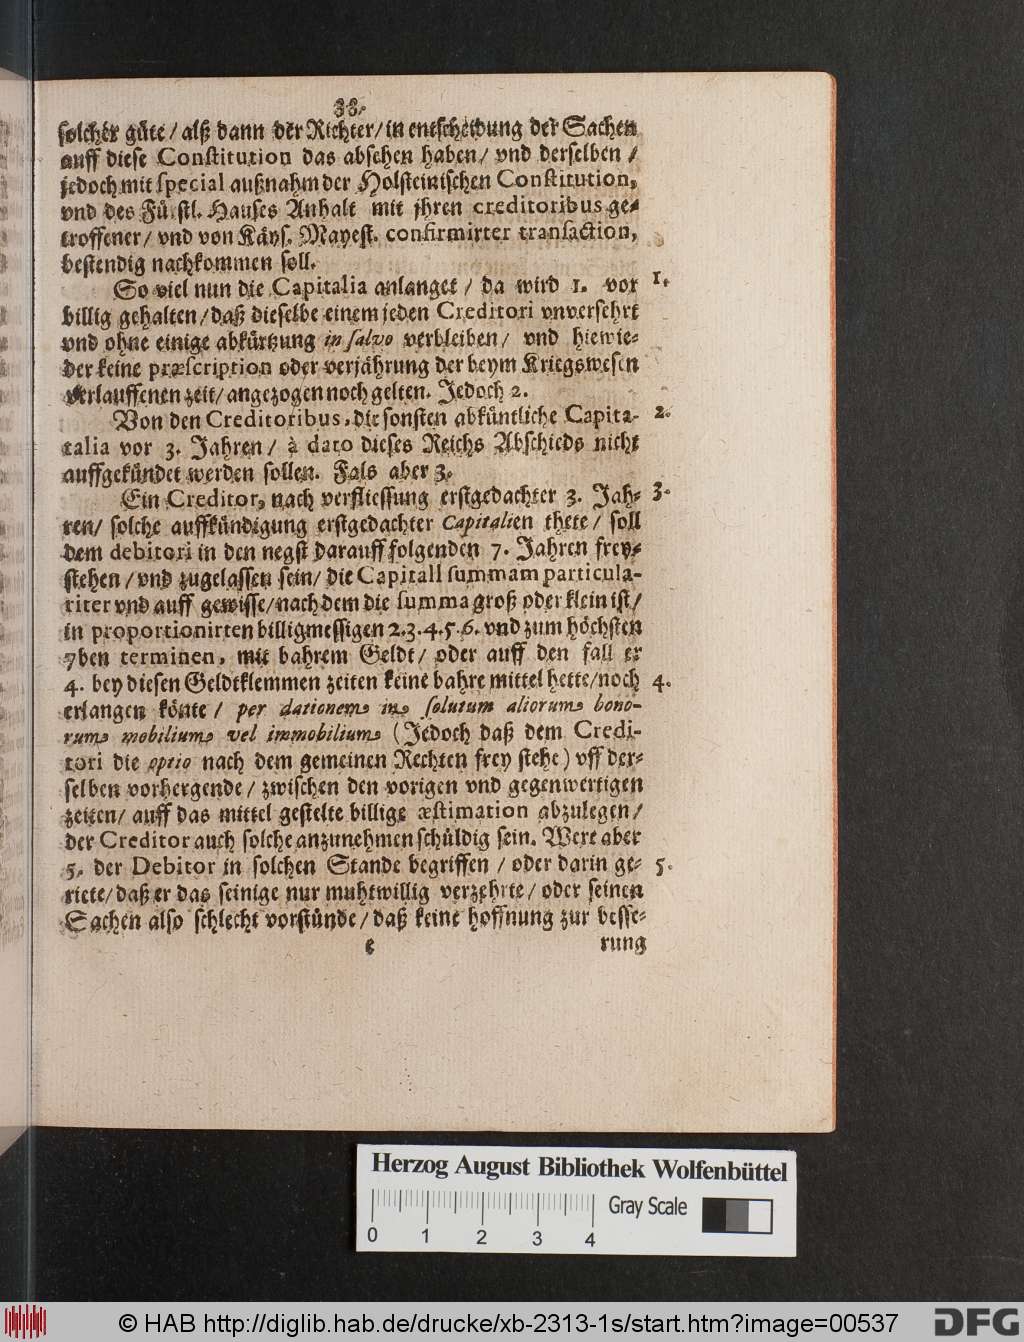 33.
solcher güte / alß dann der Richter / in entscheidung der Sachen
auff diese Constitution das absehen haben / vnd derselben /
jedoch mit special außnahm der Holsteinischen Constitution,
vnd des Fürstl. Hauses Anhalt mit jhren creditoribus ge-
troffener / vnd von Käys. Mayest. confirmirter transaction,
bestendig nachkommen soll.
So viel nun die Capitalia anlanget / da wird 1. vor 1.
billig gehalten / daß dieselbe einem jeden Creditori vnversehrt
vnd ohne einige abkürtzung in salvo verbleiben / vnd hiewie-
der keine præscription oder verjährung der beym Kriegswesen
verlauffenen zeit / angezogen noch gelten. Jedoch 2.
Von den Creditoribus, die sonsten abküntliche Capita- 2.
talia vor 3. Jahren / à dato dieses Reichs Abschieds nicht
auffgekündet werden sollen. Fals aber 3.
Ein Creditor, nach verfliessung erstgedachter 3. Jah- 3.
ren / solche auffkündigung erstgedachter Capitalien thete / soll
dem debitori in den negst darauff folgenden 7. Jahren frey-
stehen / vnd zugelassen sein / die Capitall summam particula-
riter vnd auff gewisse / nach dem die summa groß oder klein ist /
in proportionirten billigmessigen 2.3.4.5.6. vnd zum höchsten
7ben terminen, mit bahrem Geldt / oder auff den fall er
4. bey diesen Geldtklemmen zeiten keine bahre mittel hette / noch 4.
erlangen könte / per dationem in solutum aliorum bono-
rum mobilium vel immobilium (Jedoch daß dem Credi-
tori die optio nach dem gemeinen Rechten frey stehe) vff der-
selben vorhergende / zwischen den vorigen vnd gegenwertigen
zeiten / auff das mittel gestelte billige æstimation abzulegen /
der Creditor auch solche anzunehmen schüldig sein. Were aber
5. der Debitor in solchen Stande begriffen / oder darin ge- 5.
riete / daß er das seinige nur muhtwillig verzehrte / oder seinen
Sachen also schlecht vorstünde / daß keine hoffnung zur besse-
e rung
Herzog August Bibliothek Wolfenbüttel
Gray Scale
0 1 2 3 4
© HAB http://diglib.hab.de/drucke/xb-2313-1s/start.htm?image=00537
DFG